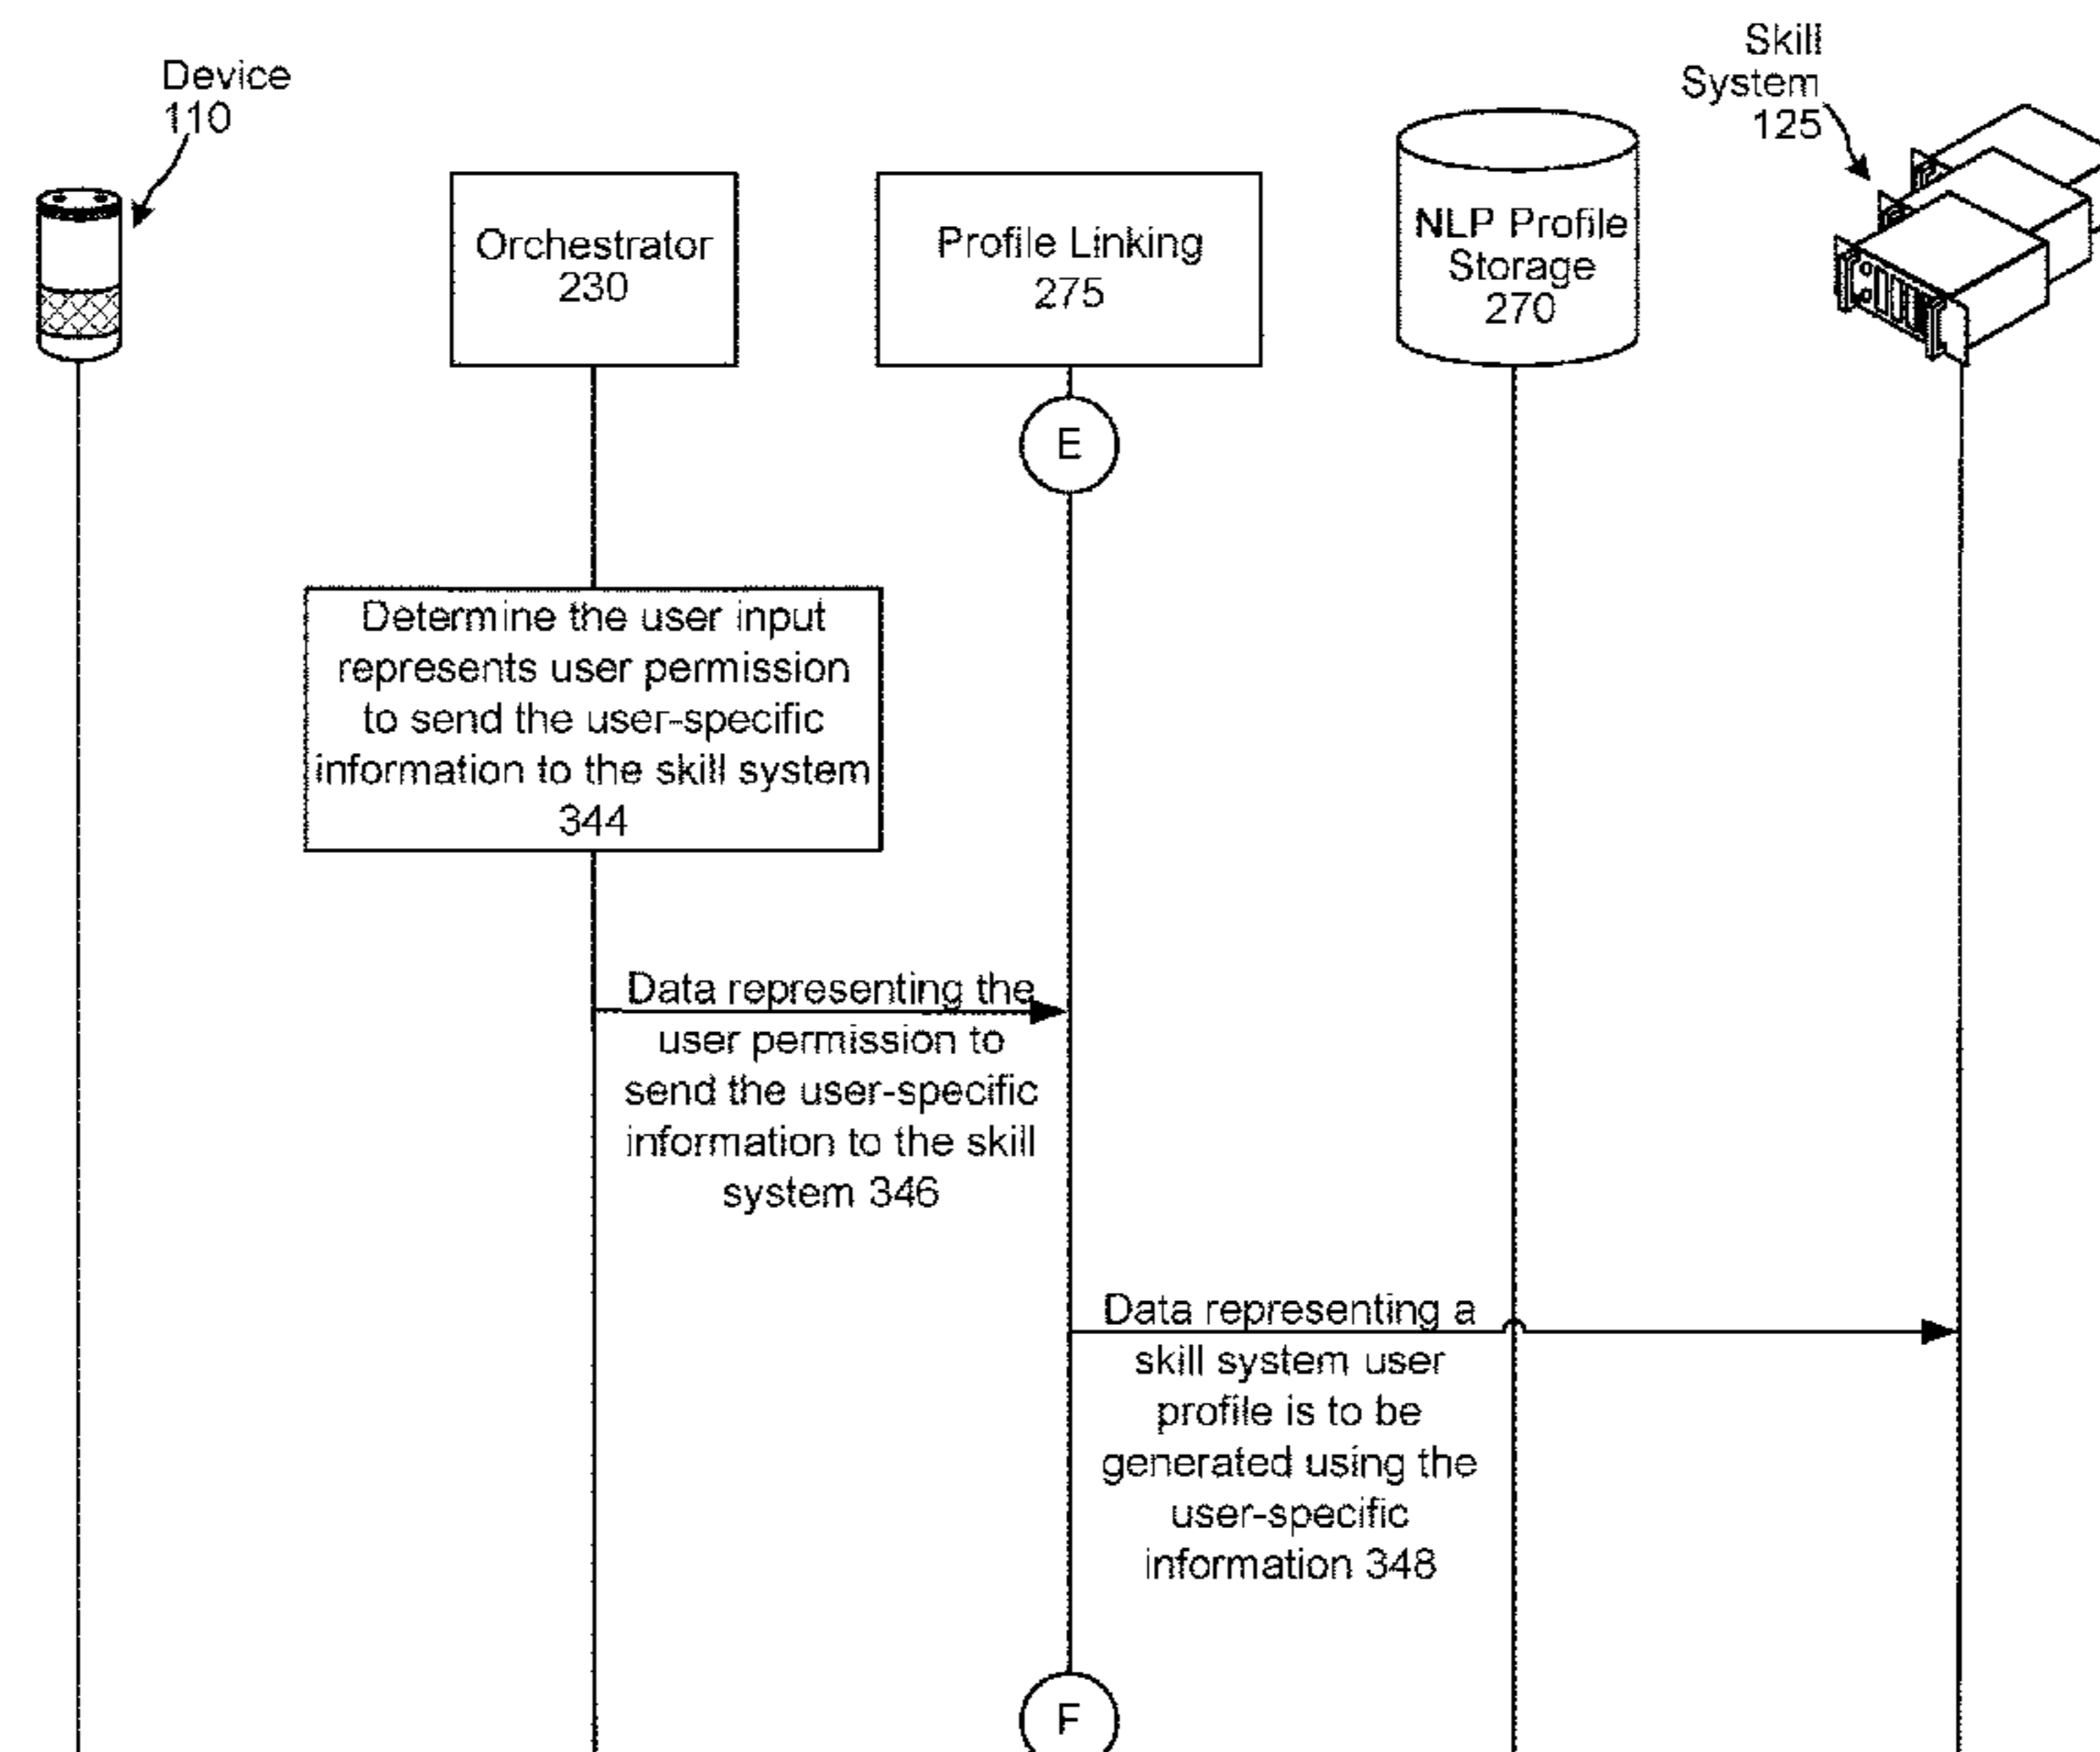 Device
110
Skill
System
125
Orchestrator
230
Profile Linking
275
NLP Profile
Storage
270
E
Determine the user input
represents user permission
to send the user-specific
information to the skill system
344
Data representing the
user permission to
send the user-specific
information to the skill
system 346
Data representing a
skill system user
profile is to be
generated using the
user-specific
information 348
F